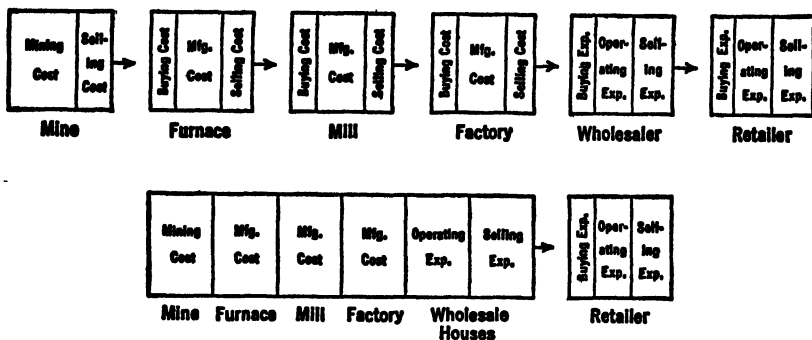 Mining
Cost
Sell-
ing
Cost
Mine
Buying Cost
Mfg.
Cost
Selling Cost
Furnace
Buying Cost
Mfg.
Cost
Selling Cost
Mill
Buying Cost
Mfg.
Cost
Selling Cost
Factory
Buying Exp.
Oper-
ating
Exp.
Sell-
ing
Exp.
Wholesaler
Buying Exp.
Oper-
ating
Exp.
Sell-
ing
Exp.
Retailer
Mining
Cost
Mfg.
Cost
Mfg.
Cost
Mfg.
Cost
Operating
Exp.
Selling
Exp.
Mine Furnace Mill Factory Wholesale
Houses
Buying Exp.
Oper-
ating
Exp.
Sell-
ing
Exp.
Retailer